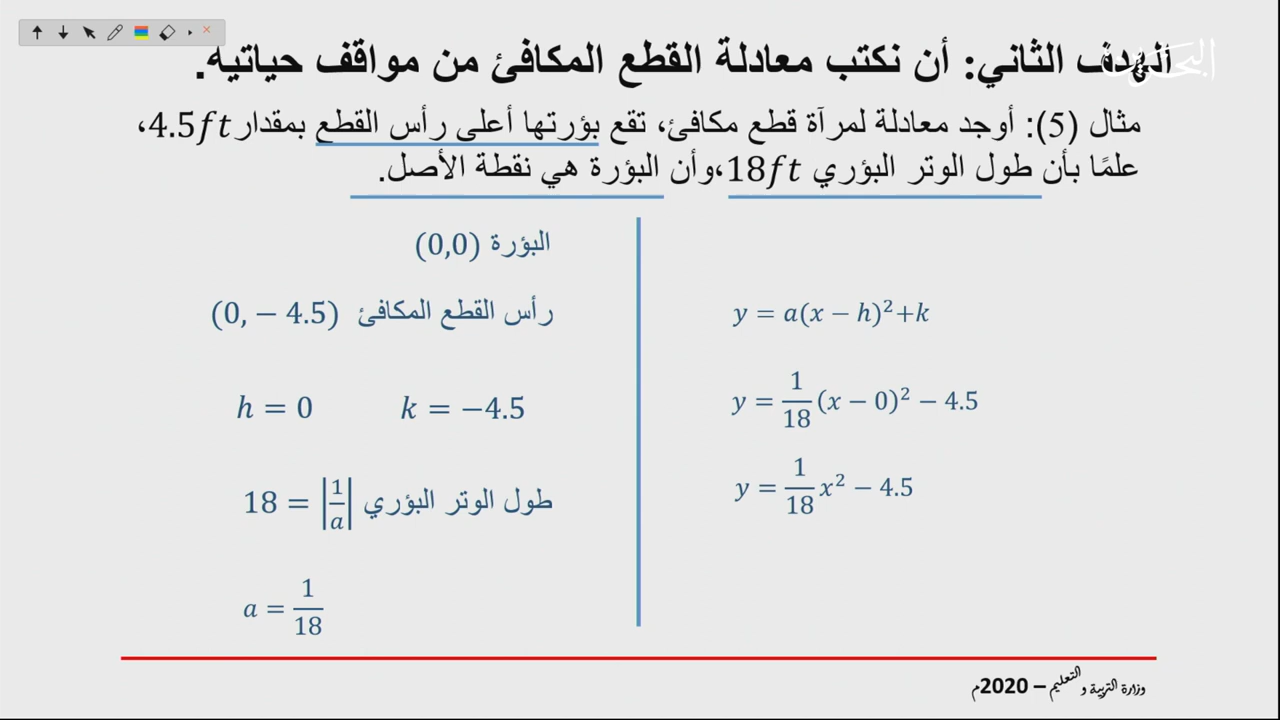 الهدف الثاني: أن نكتب معادلة القطع المكافئ من مواقف حياتيه.
البحرين
مثال (5): أوجد معادلة لمرآة قطع مكافئ، تقع بؤرتها أعلى رأس القطع بمقدار 4.5ft،
علمًا بأن طول الوتر البؤري 18ft،وأن البؤرة هي نقطة الأصل.
y = a(x − h)²+k
y = 1/18 (x − 0)² − 4.5
y = 1/18 x² − 4.5
البؤرة (0,0)
رأس القطع المكافئ (0, − 4.5)
h = 0 k = −4.5
طول الوتر البؤري 18 = |1/a|
a = 1/18
وزارة التربية و التعليم – 2020م